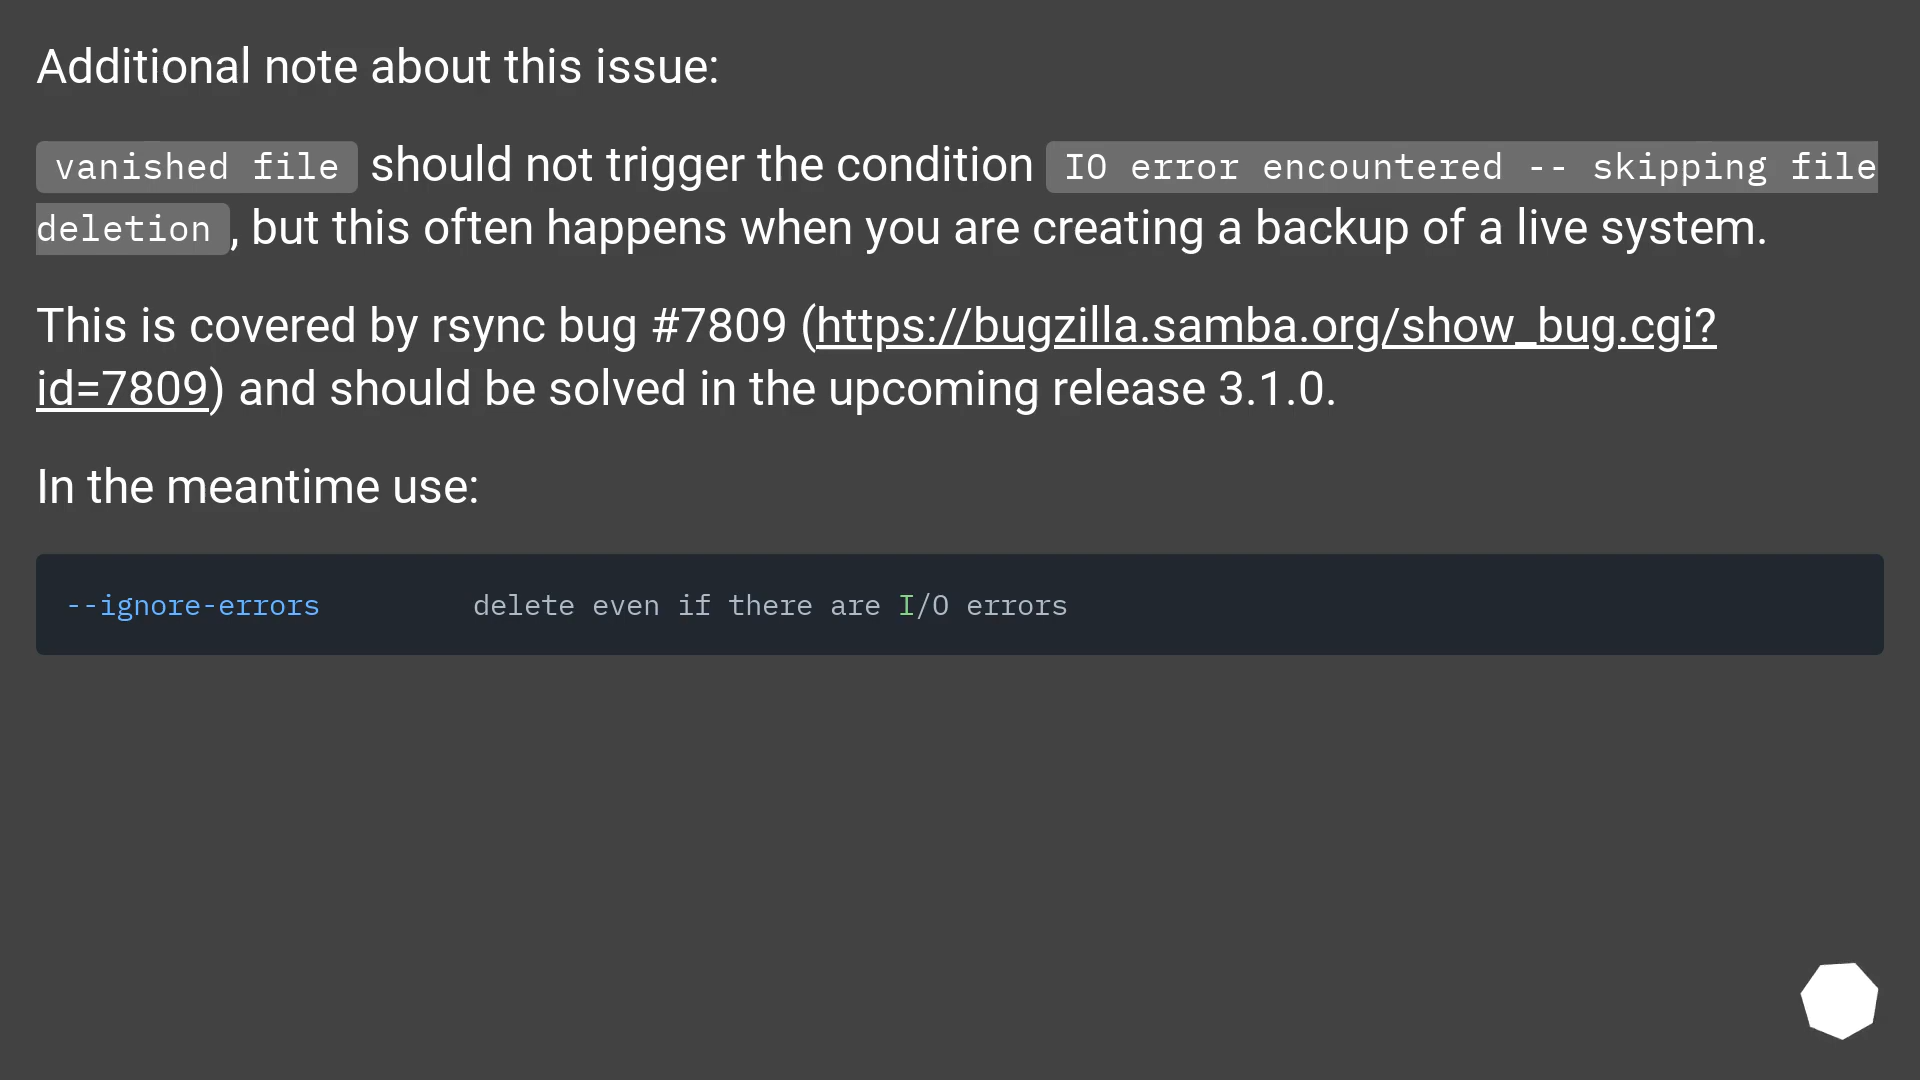 Additional note about this issue:
vanished file should not trigger the condition IO error encountered -- skipping file
deletion , but this often happens when you are creating a backup of a live system.
This is covered by rsync bug #7809 (https://bugzilla.samba.org/show_bug.cgi?
id=7809) and should be solved in the upcoming release 3.1.0.
In the meantime use:
--ignore-errors         delete even if there are I/O errors